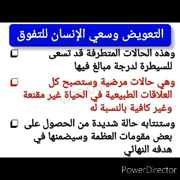 التعويض وسعي الإنسان للتفوق
وهذه الحالات المتطرفة قد تسعى
للسيطرة لدرجة مبالغ فيها
وهي حالات مرضية وستصبح كل
العلاقات الطبيعية في الحياة غير مقنعة
وغير كافية بالنسبة له
وستنتابه حالة شديدة من الحصول على
بعض مقومات العظمة وسيضمنها في
هدفه النهائي
PowerDirector